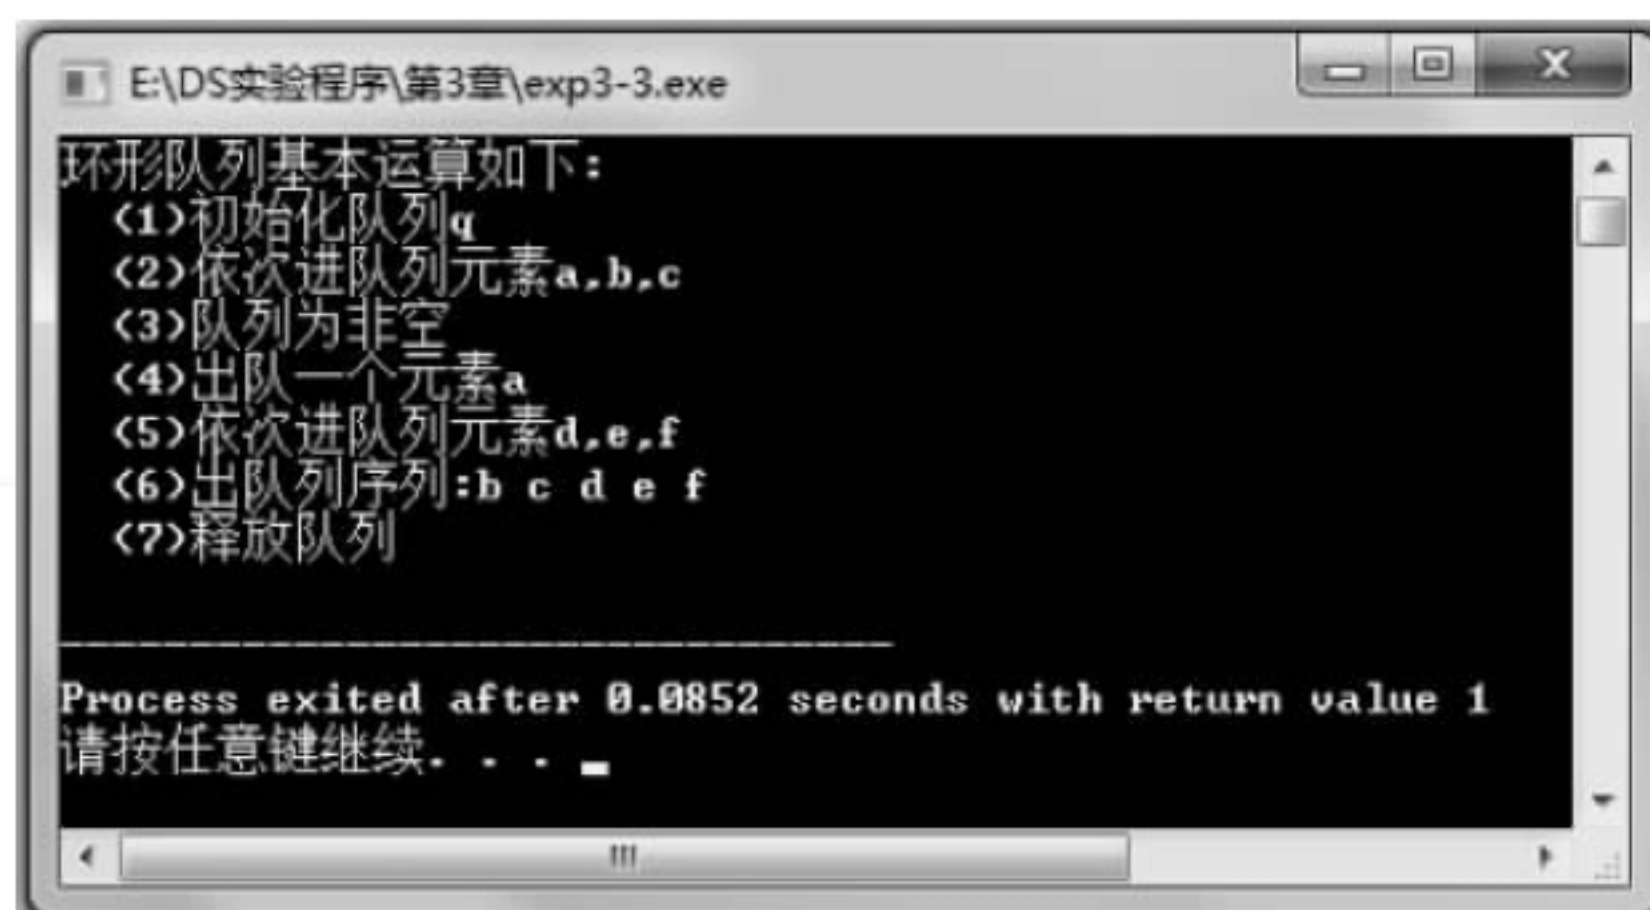 E:\DS实验程序\第3章\exp3-3.exe
环形队列基本运算如下:
(1)初始化队列q
(2)依次进队列元素a,b,c
(3)队列为非空
(4)出队一个元素a
(5)依次进队列元素d,e,f
(6)出队列序列:b c d e f
(7)释放队列
--------------------------------
Process exited after 0.0852 seconds with return value 1
请按任意键继续. . .